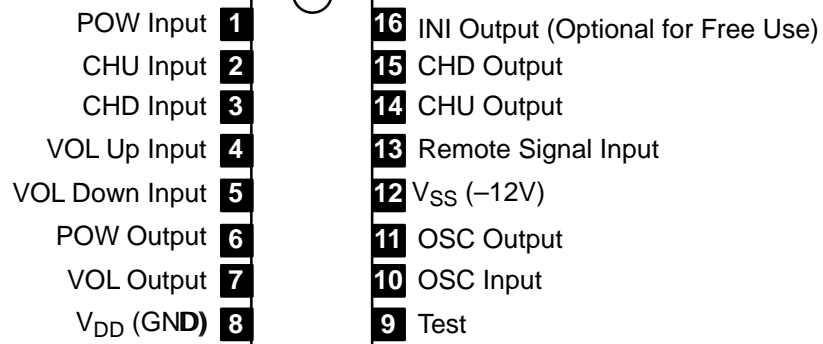 POW Input 1 16 INI Output (Optional for Free Use)
CHU Input 2 15 CHD Output
CHD Input 3 14 CHU Output
VOL Up Input 4 13 Remote Signal Input
VOL Down Input 5 12 VSS (–12V)
POW Output 6 11 OSC Output
VOL Output 7 10 OSC Input
VDD (GND) 8 9 Test